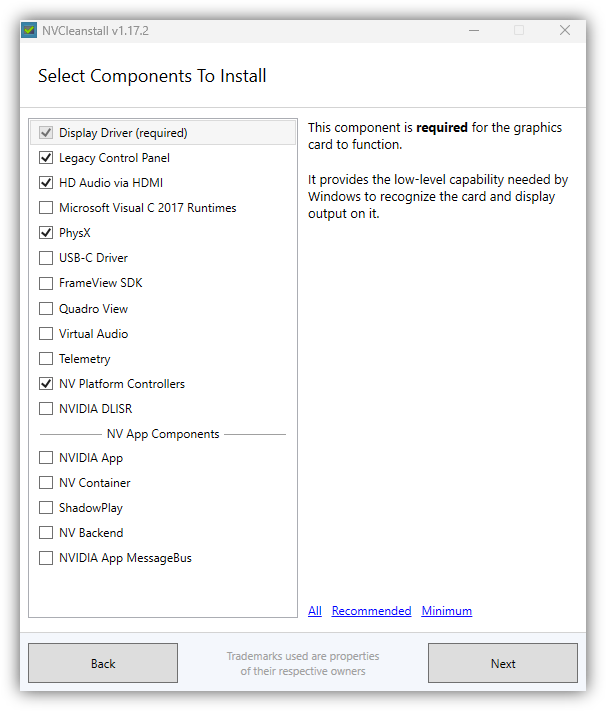 NVCleanstall v1.17.2
Select Components To Install
Display Driver (required)
Legacy Control Panel
HD Audio via HDMI
Microsoft Visual C 2017 Runtimes
PhysX
USB-C Driver
FrameView SDK
Quadro View
Virtual Audio
Telemetry
NV Platform Controllers
NVIDIA DLISR
NV App Components
NVIDIA App
NV Container
ShadowPlay
NV Backend
NVIDIA App MessageBus
This component is required for the graphics
card to function.
It provides the low-level capability needed by
Windows to recognize the card and display
output on it.
All Recommended Minimum
Back
Trademarks used are properties
of their respective owners
Next